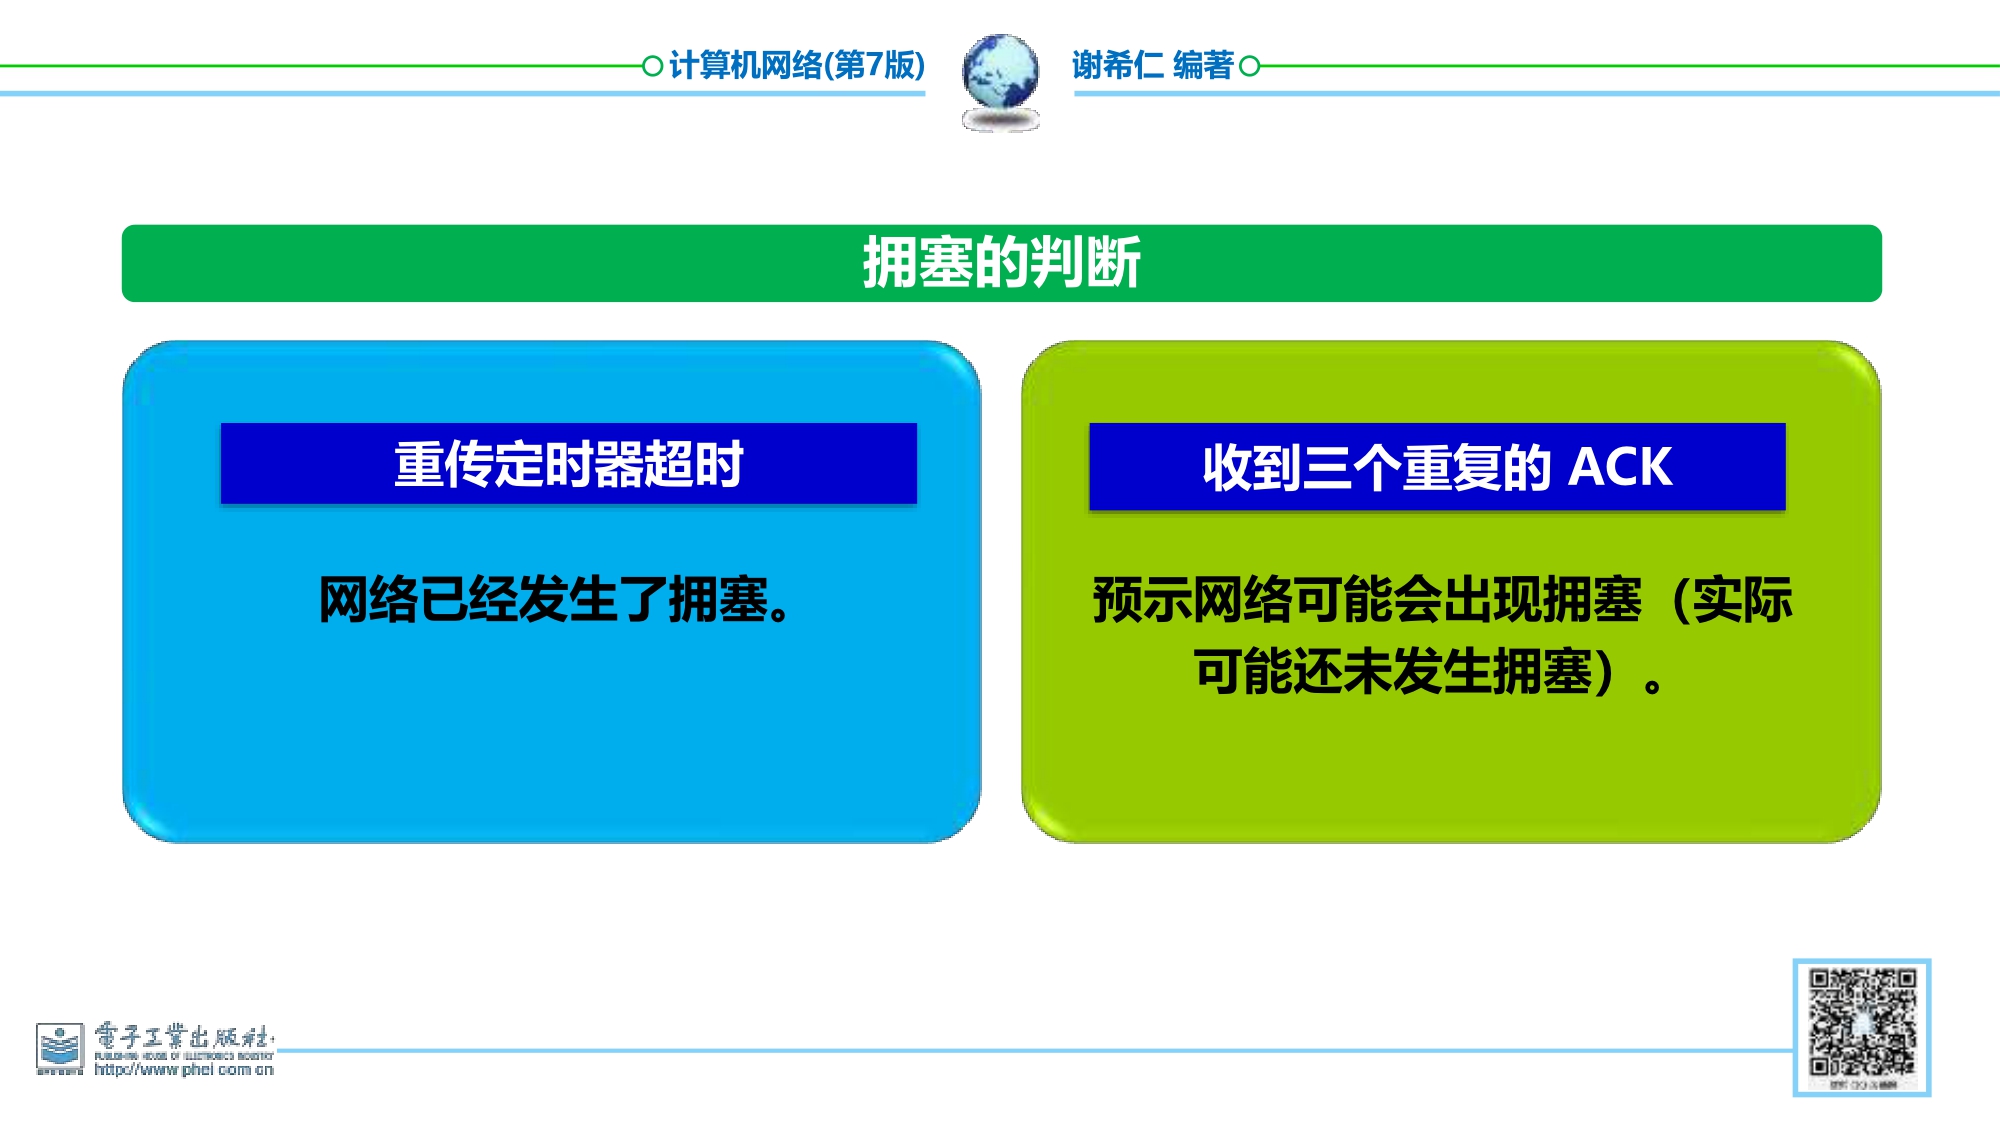 计算机网络(第7版)
谢希仁 编著
拥塞的判断
重传定时器超时
网络已经发生了拥塞。
收到三个重复的 ACK
预示网络可能会出现拥塞（实际
可能还未发生拥塞）。
電子工業出版社
PUBLISHING HOUSE OF ELECTRONICS INDUSTRY
http://www.phei.com.cn